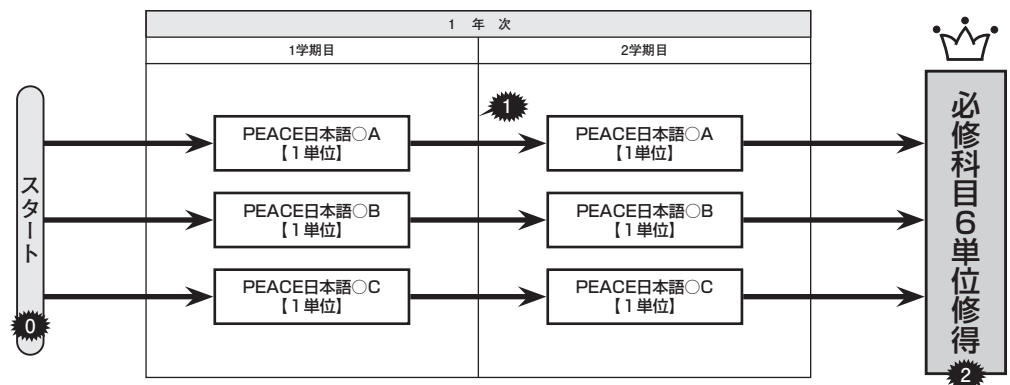 1 年 次
1学期目
2学期目
スタート
0
PEACE日本語○A
【1単位】
1
PEACE日本語○A
【1単位】
PEACE日本語○B
【1単位】
PEACE日本語○B
【1単位】
PEACE日本語○C
【1単位】
PEACE日本語○C
【1単位】
必修科目6単位修得
2